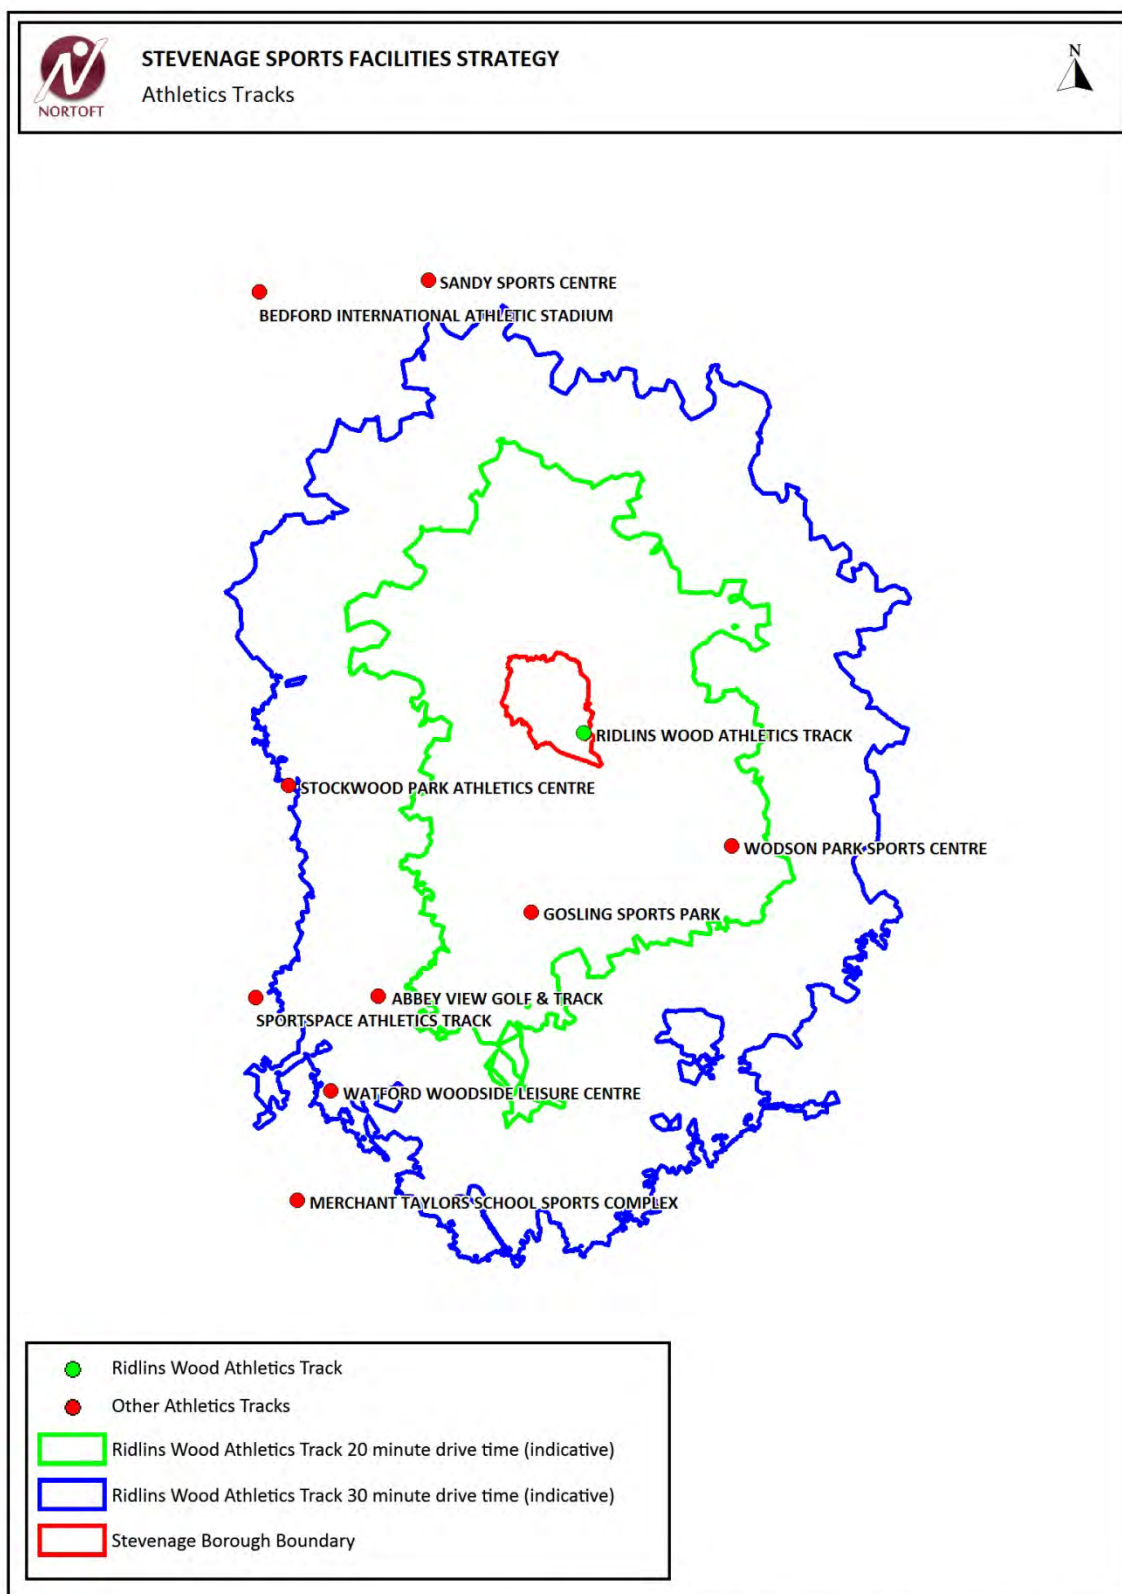 STEVENAGE SPORTS FACILITIES STRATEGY
Athletics Tracks
NORTOFT
N
SANDY SPORTS CENTRE
BEDFORD INTERNATIONAL ATHLETIC STADIUM
RIDLINS WOOD ATHLETICS TRACK
STOCKWOOD PARK ATHLETICS CENTRE
WODSON PARK SPORTS CENTRE
GOSLING SPORTS PARK
ABBEY VIEW GOLF & TRACK
SPORTSPACE ATHLETICS TRACK
WATFORD WOODSIDE LEISURE CENTRE
MERCHANT TAYLORS SCHOOL SPORTS COMPLEX
Ridlins Wood Athletics Track
Other Athletics Tracks
Ridlins Wood Athletics Track 20 minute drive time (indicative)
Ridlins Wood Athletics Track 30 minute drive time (indicative)
Stevenage Borough Boundary